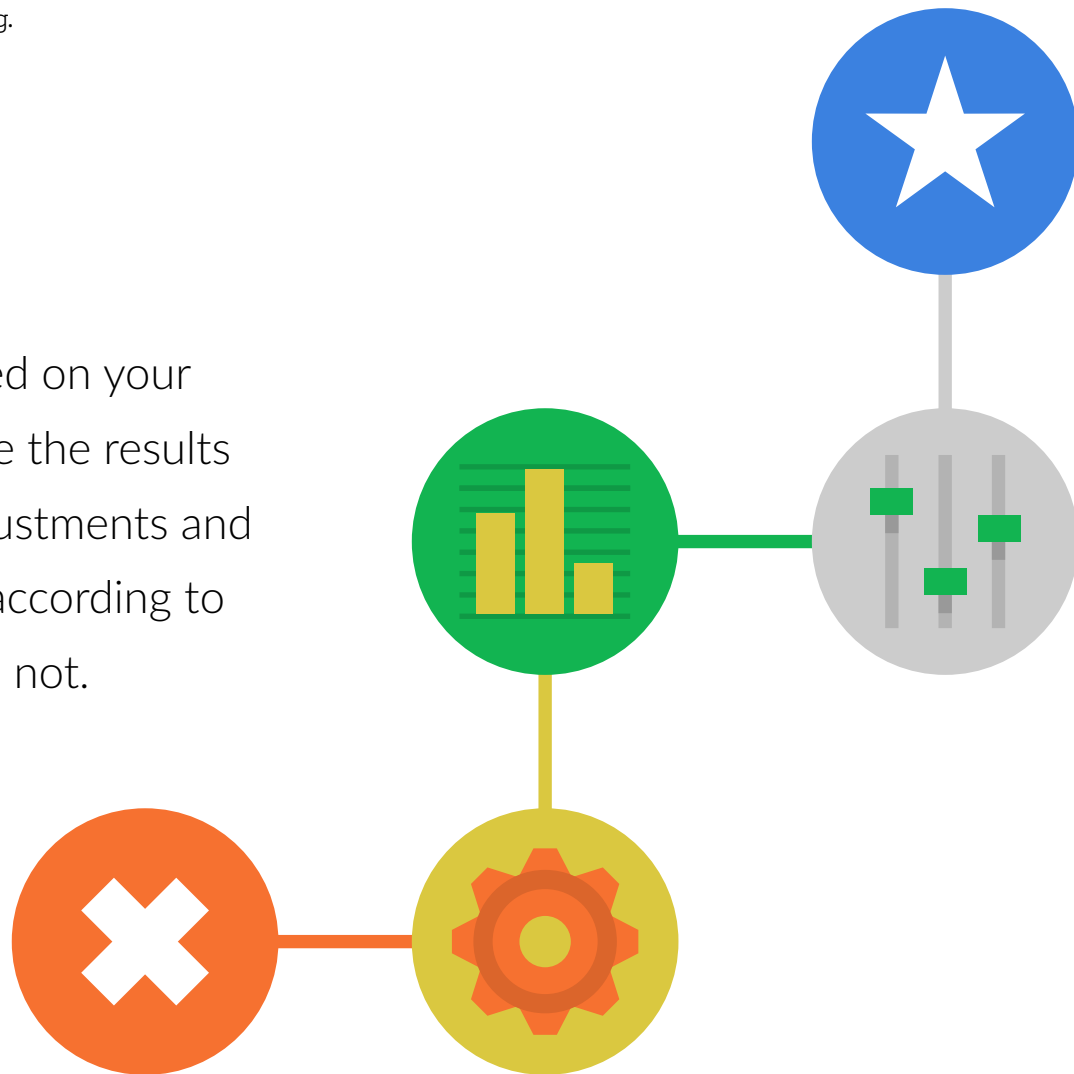 g.
ed on your
e the results
ustments and
according to
not.